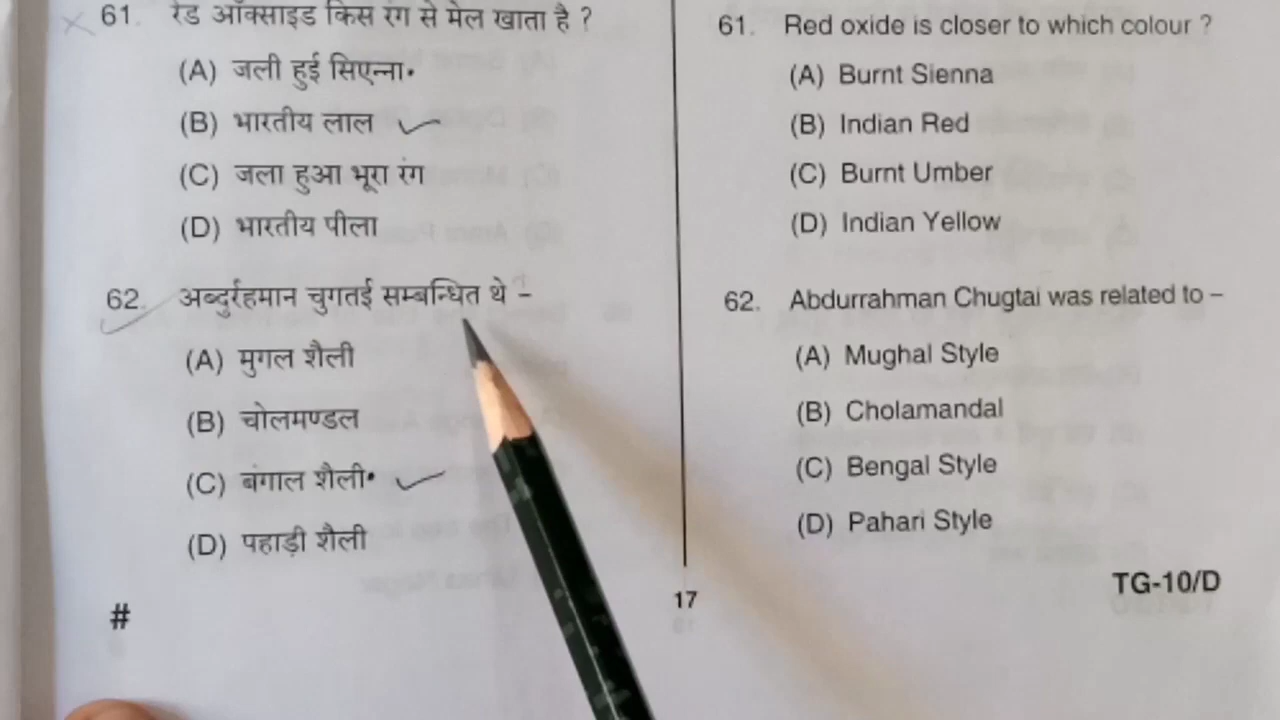 61. रेड ऑक्साइड किस रंग से मेल खाता है ?
(A) जली हुई सिएन्ना
(B) भारतीय लाल
(C) जला हुआ भूरा रंग
(D) भारतीय पीला
62. अब्दुर्रहमान चुगतई सम्बन्धित थे –
(A) मुगल शैली
(B) चोलमण्डल
(C) बंगाल शैली
(D) पहाड़ी शैली
#
61. Red oxide is closer to which colour ?
(A) Burnt Sienna
(B) Indian Red
(C) Burnt Umber
(D) Indian Yellow
62. Abdurrahman Chugtai was related to –
(A) Mughal Style
(B) Cholamandal
(C) Bengal Style
(D) Pahari Style
17
TG-10/D